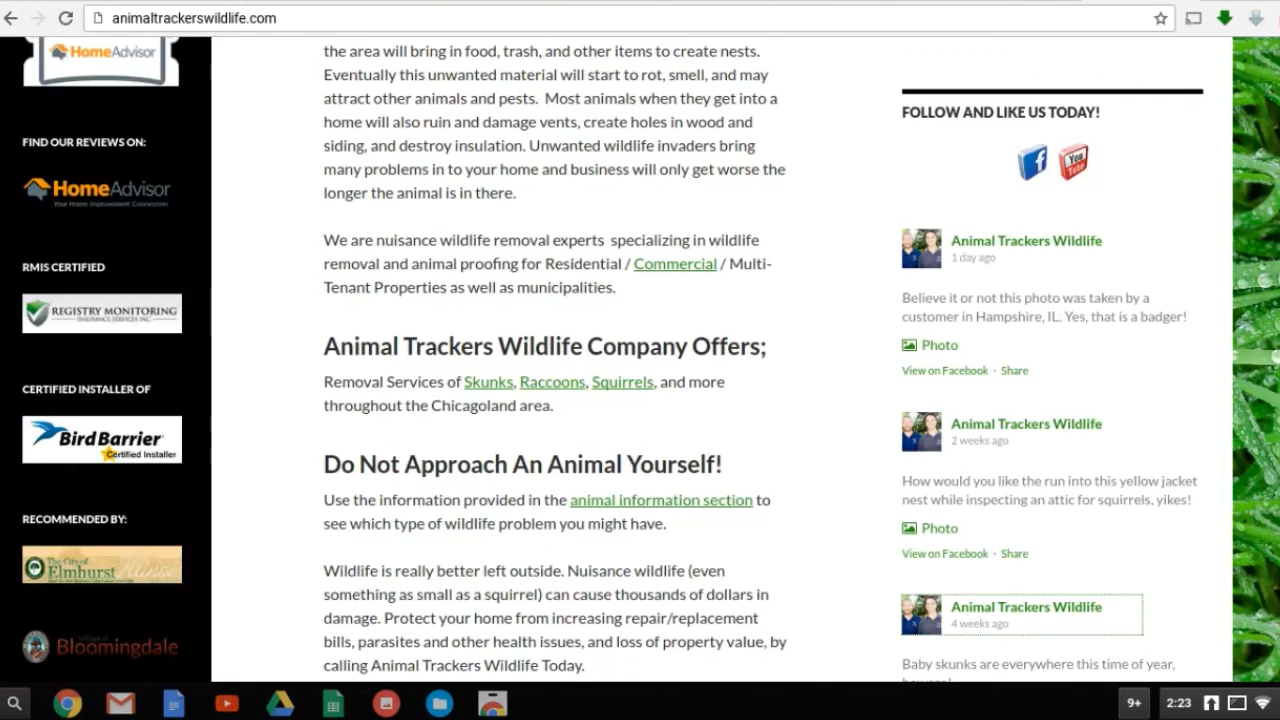 animaltrackerswildlife.com
HomeAdvisor
FIND OUR REVIEWS ON:
HomeAdvisor
Your Home Improvement Connection
RMIS CERTIFIED
REGISTRY MONITORING
INSURANCE SERVICES INC.
CERTIFIED INSTALLER OF
BirdBarrier
Certified Installer
RECOMMENDED BY:
The City of
Elmhurst Illinois
Village of
Bloomingdale
the area will bring in food, trash, and other items to create nests.
Eventually this unwanted material will start to rot, smell, and may
attract other animals and pests.  Most animals when they get into a
home will also ruin and damage vents, create holes in wood and
siding, and destroy insulation. Unwanted wildlife invaders bring
many problems in to your home and business will only get worse the
longer the animal is in there.
We are nuisance wildlife removal experts  specializing in wildlife
removal and animal proofing for Residential / Commercial / Multi-
Tenant Properties as well as municipalities.
Animal Trackers Wildlife Company Offers;
Removal Services of Skunks, Raccoons, Squirrels, and more
throughout the Chicagoland area.
Do Not Approach An Animal Yourself!
Use the information provided in the animal information section to
see which type of wildlife problem you might have.
Wildlife is really better left outside. Nuisance wildlife (even
something as small as a squirrel) can cause thousands of dollars in
damage. Protect your home from increasing repair/replacement
bills, parasites and other health issues, and loss of property value, by
calling Animal Trackers Wildlife Today.
FOLLOW AND LIKE US TODAY!
f
You
Tube
Animal Trackers Wildlife
1 day ago
Believe it or not this photo was taken by a
customer in Hampshire, IL. Yes, that is a badger!
Photo
View on Facebook · Share
Animal Trackers Wildlife
2 weeks ago
How would you like the run into this yellow jacket
nest while inspecting an attic for squirrels, yikes!
Photo
View on Facebook · Share
Animal Trackers Wildlife
4 weeks ago
Baby skunks are everywhere this time of year,
9+
2:23